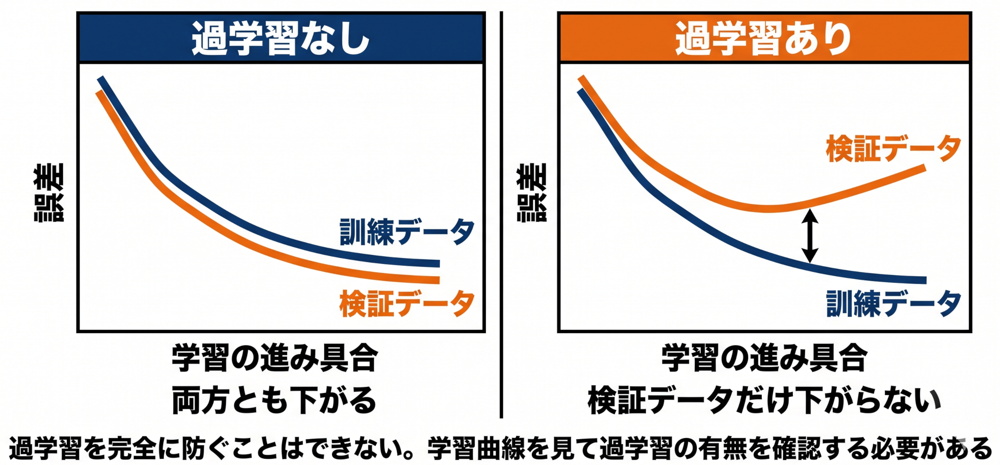 過学習なし
誤差
訓練データ
検証データ
学習の進み具合
両方とも下がる
過学習あり
誤差
検証データ
訓練データ
学習の進み具合
検証データだけ下がらない
過学習を完全に防ぐことはできない。学習曲線を見て過学習の有無を確認する必要がある